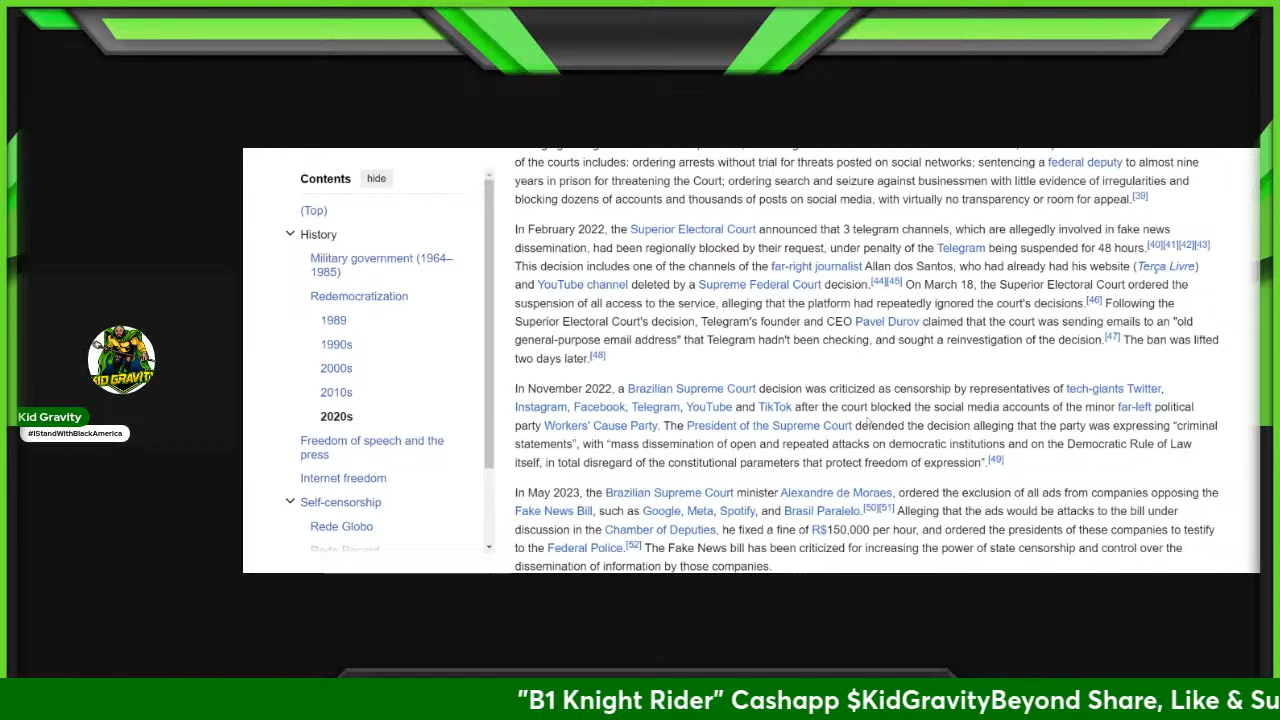 Contents hide
(Top)
History
Military government (1964–
1985)
Redemocratization
1989
1990s
2000s
2010s
2020s
Freedom of speech and the
press
Internet freedom
Self-censorship
Rede Globo
Rede Record
of the courts includes: ordering arrests without trial for threats posted on social networks; sentencing a federal deputy to almost nine
years in prison for threatening the Court; ordering search and seizure against businessmen with little evidence of irregularities and
blocking dozens of accounts and thousands of posts on social media, with virtually no transparency or room for appeal.[39]
In February 2022, the Superior Electoral Court announced that 3 telegram channels, which are allegedly involved in fake news
dissemination, had been regionally blocked by their request, under penalty of the Telegram being suspended for 48 hours.[40][41][42][43]
This decision includes one of the channels of the far-right journalist Allan dos Santos, who had already had his website (Terça Livre)
and YouTube channel deleted by a Supreme Federal Court decision.[44][45] On March 18, the Superior Electoral Court ordered the
suspension of all access to the service, alleging that the platform had repeatedly ignored the court's decisions.[46] Following the
Superior Electoral Court's decision, Telegram's founder and CEO Pavel Durov claimed that the court was sending emails to an "old
general-purpose email address" that Telegram hadn't been checking, and sought a reinvestigation of the decision.[47] The ban was lifted
two days later.[48]
In November 2022, a Brazilian Supreme Court decision was criticized as censorship by representatives of tech-giants Twitter,
Instagram, Facebook, Telegram, YouTube and TikTok after the court blocked the social media accounts of the minor far-left political
party Workers' Cause Party. The President of the Supreme Court defended the decision alleging that the party was expressing “criminal
statements”, with “mass dissemination of open and repeated attacks on democratic institutions and on the Democratic Rule of Law
itself, in total disregard of the constitutional parameters that protect freedom of expression”.[49]
In May 2023, the Brazilian Supreme Court minister Alexandre de Moraes, ordered the exclusion of all ads from companies opposing the
Fake News Bill, such as Google, Meta, Spotify, and Brasil Paralelo.[50][51] Alleging that the ads would be attacks to the bill under
discussion in the Chamber of Deputies, he fixed a fine of R$150,000 per hour, and ordered the presidents of these companies to testify
to the Federal Police.[52] The Fake News bill has been criticized for increasing the power of state censorship and control over the
dissemination of information by those companies.
KID GRAVITY
Kid Gravity
#IStandWithBlackAmerica
"B1 Knight Rider" Cashapp $KidGravityBeyond Share, Like & Su